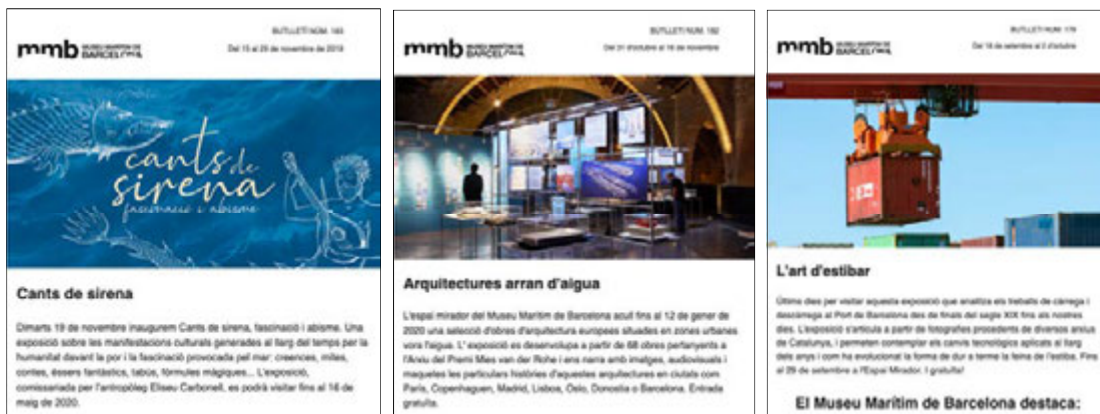 BUTLLETÍ NÚM. 183
Del 15 al 29 de novembre de 2019
mmb MUSEU MARÍTIM DE
BARCELONA
cants de
sirena
fascinació i abisme
Cants de sirena
Dimarts 19 de novembre inaugurem Cants de sirena, fascinació i abisme. Una
exposició sobre les manifestacions culturals generades al llarg del temps per la
humanitat davant la por i la fascinació provocada pel mar: creences, mites,
contes, éssers fantàstics, tabús, fórmules màgiques... L'exposició,
comissariada per l'antropòleg Eliseu Carbonell, es podrà visitar fins al 16 de
maig de 2020.
BUTLLETÍ NÚM. 182
Del 31 d'octubre al 16 de novembre
mmb MUSEU MARÍTIM DE
BARCELONA
Arquitectures arran d'aigua
L'espai mirador del Museu Marítim de Barcelona acull fins al 12 de gener de
2020 una selecció d'obres d'arquitectura europees situades en zones urbanes
vora l'aigua. L' exposició es desenvolupa a partir de 68 obres pertanyents a
l'Arxiu del Premi Mies van der Rohe i ens narra amb imatges, audiovisuals i
maquetes les particulars històries d'aquestes arquitectures en ciutats com
París, Copenhaguen, Madrid, Lisboa, Oslo, Donostia o Barcelona. Entrada
gratuïta.
BUTLLETÍ NÚM. 179
Del 18 de setembre al 2 d'octubre
mmb MUSEU MARÍTIM DE
BARCELONA
L'art d'estibar
Últims dies per visitar aquesta exposició que analitza els treballs de càrrega i
descàrrega al Port de Barcelona des de finals del segle XIX fins als nostres
dies. L'exposició s'articula a partir de fotografies procedents de diversos arxius
de Catalunya, i permeten contemplar els canvis tecnològics aplicats al llarg
dels anys i com ha evolucionat la forma de dur a terme la feina de l'estiba. Fins
al 29 de setembre a l'Espai Mirador. I gratuïta!
El Museu Marítim de Barcelona destaca: